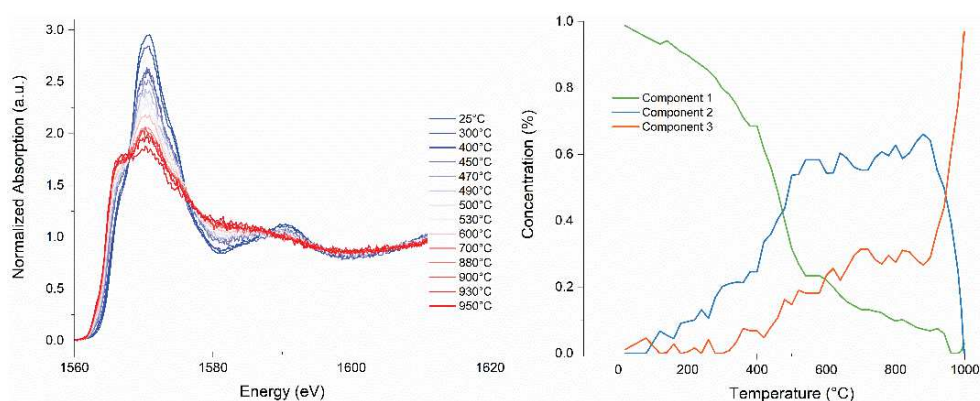 3.0
2.5
2.0
1.5
1.0
0.5
0.0
Normalized Absorption (a.u.)
1560
1580
1600
1620
Energy (eV)
25°C
300°C
400°C
450°C
470°C
490°C
500°C
530°C
600°C
700°C
880°C
900°C
930°C
950°C
1.0
0.8
0.6
0.4
0.2
0.0
Concentration (%)
0
200
400
600
800
1000
Temperature (°C)
Component 1
Component 2
Component 3